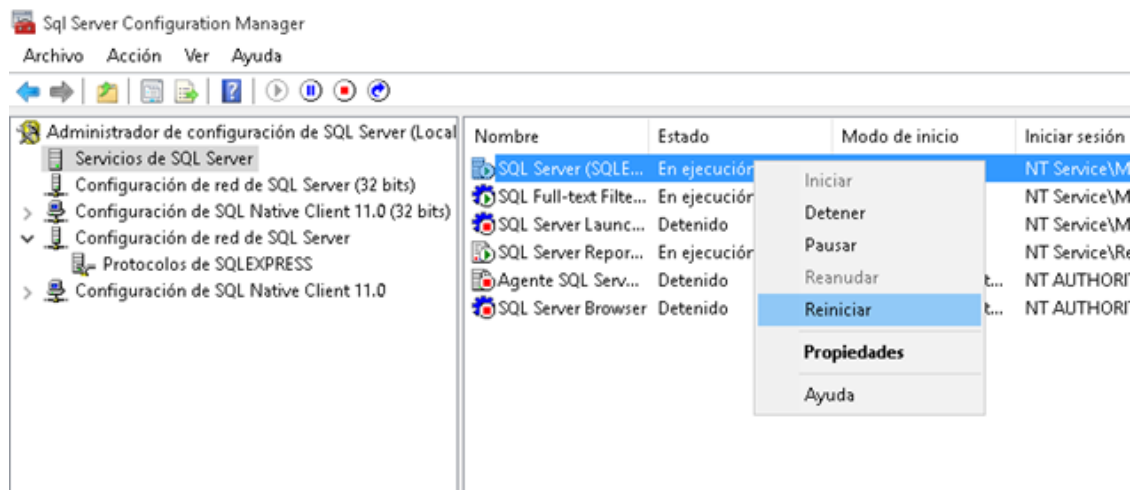 Sql Server Configuration Manager
Archivo Acción Ver Ayuda
Administrador de configuración de SQL Server (Local
Servicios de SQL Server
Configuración de red de SQL Server (32 bits)
Configuración de SQL Native Client 11.0 (32 bits)
Configuración de red de SQL Server
Protocolos de SQLEXPRESS
Configuración de SQL Native Client 11.0
Nombre Estado Modo de inicio Iniciar sesión
SQL Server (SQLE... En ejecución NT Service\M
SQL Full-text Filte... En ejecución NT Service\M
SQL Server Launc... Detenido NT Service\M
SQL Server Repor... En ejecución NT Service\Re
Agente SQL Serv... Detenido t... NT AUTHORI
SQL Server Browser Detenido t... NT AUTHORI
Iniciar
Detener
Pausar
Reanudar
Reiniciar
Propiedades
Ayuda